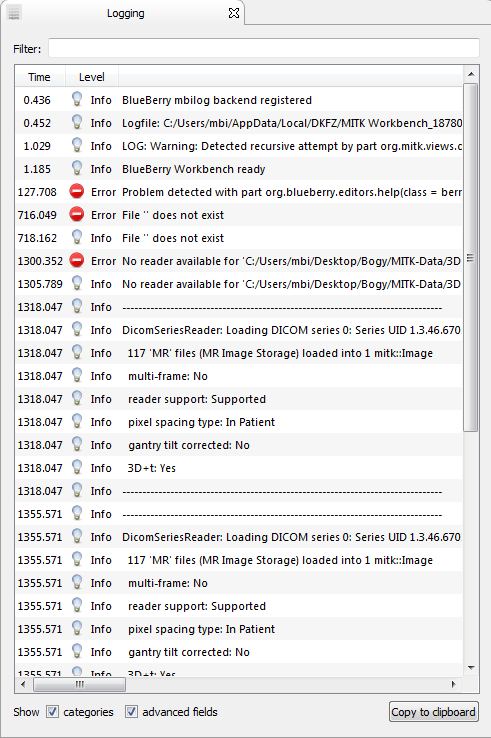 Logging
Filter:
Time Level
0.436 Info BlueBerry mbilog backend registered
0.452 Info Logfile: C:/Users/mbi/AppData/Local/DKFZ/MITK Workbench_18780
1.029 Info LOG: Warning: Detected recursive attempt by part org.mitk.views.c
1.185 Info BlueBerry Workbench ready
127.708 Error Problem detected with part org.blueberry.editors.help(class = berr
716.049 Error File '' does not exist
718.162 Info File '' does not exist
1300.352 Error No reader available for 'C:/Users/mbi/Desktop/Bogy/MITK-Data/3D
1305.789 Info No reader available for 'C:/Users/mbi/Desktop/Bogy/MITK-Data/3D
1318.047 Info --------------------------------------------------------------------------------
1318.047 Info DicomSeriesReader: Loading DICOM series 0: Series UID 1.3.46.670
1318.047 Info 117 'MR' files (MR Image Storage) loaded into 1 mitk::Image
1318.047 Info multi-frame: No
1318.047 Info reader support: Supported
1318.047 Info pixel spacing type: In Patient
1318.047 Info gantry tilt corrected: No
1318.047 Info 3D+t: Yes
1318.047 Info --------------------------------------------------------------------------------
1355.571 Info --------------------------------------------------------------------------------
1355.571 Info DicomSeriesReader: Loading DICOM series 0: Series UID 1.3.46.670
1355.571 Info 117 'MR' files (MR Image Storage) loaded into 1 mitk::Image
1355.571 Info multi-frame: No
1355.571 Info reader support: Supported
1355.571 Info pixel spacing type: In Patient
1355.571 Info gantry tilt corrected: No
1355.571 Info 3D+t: Yes
Show categories advanced fields Copy to clipboard